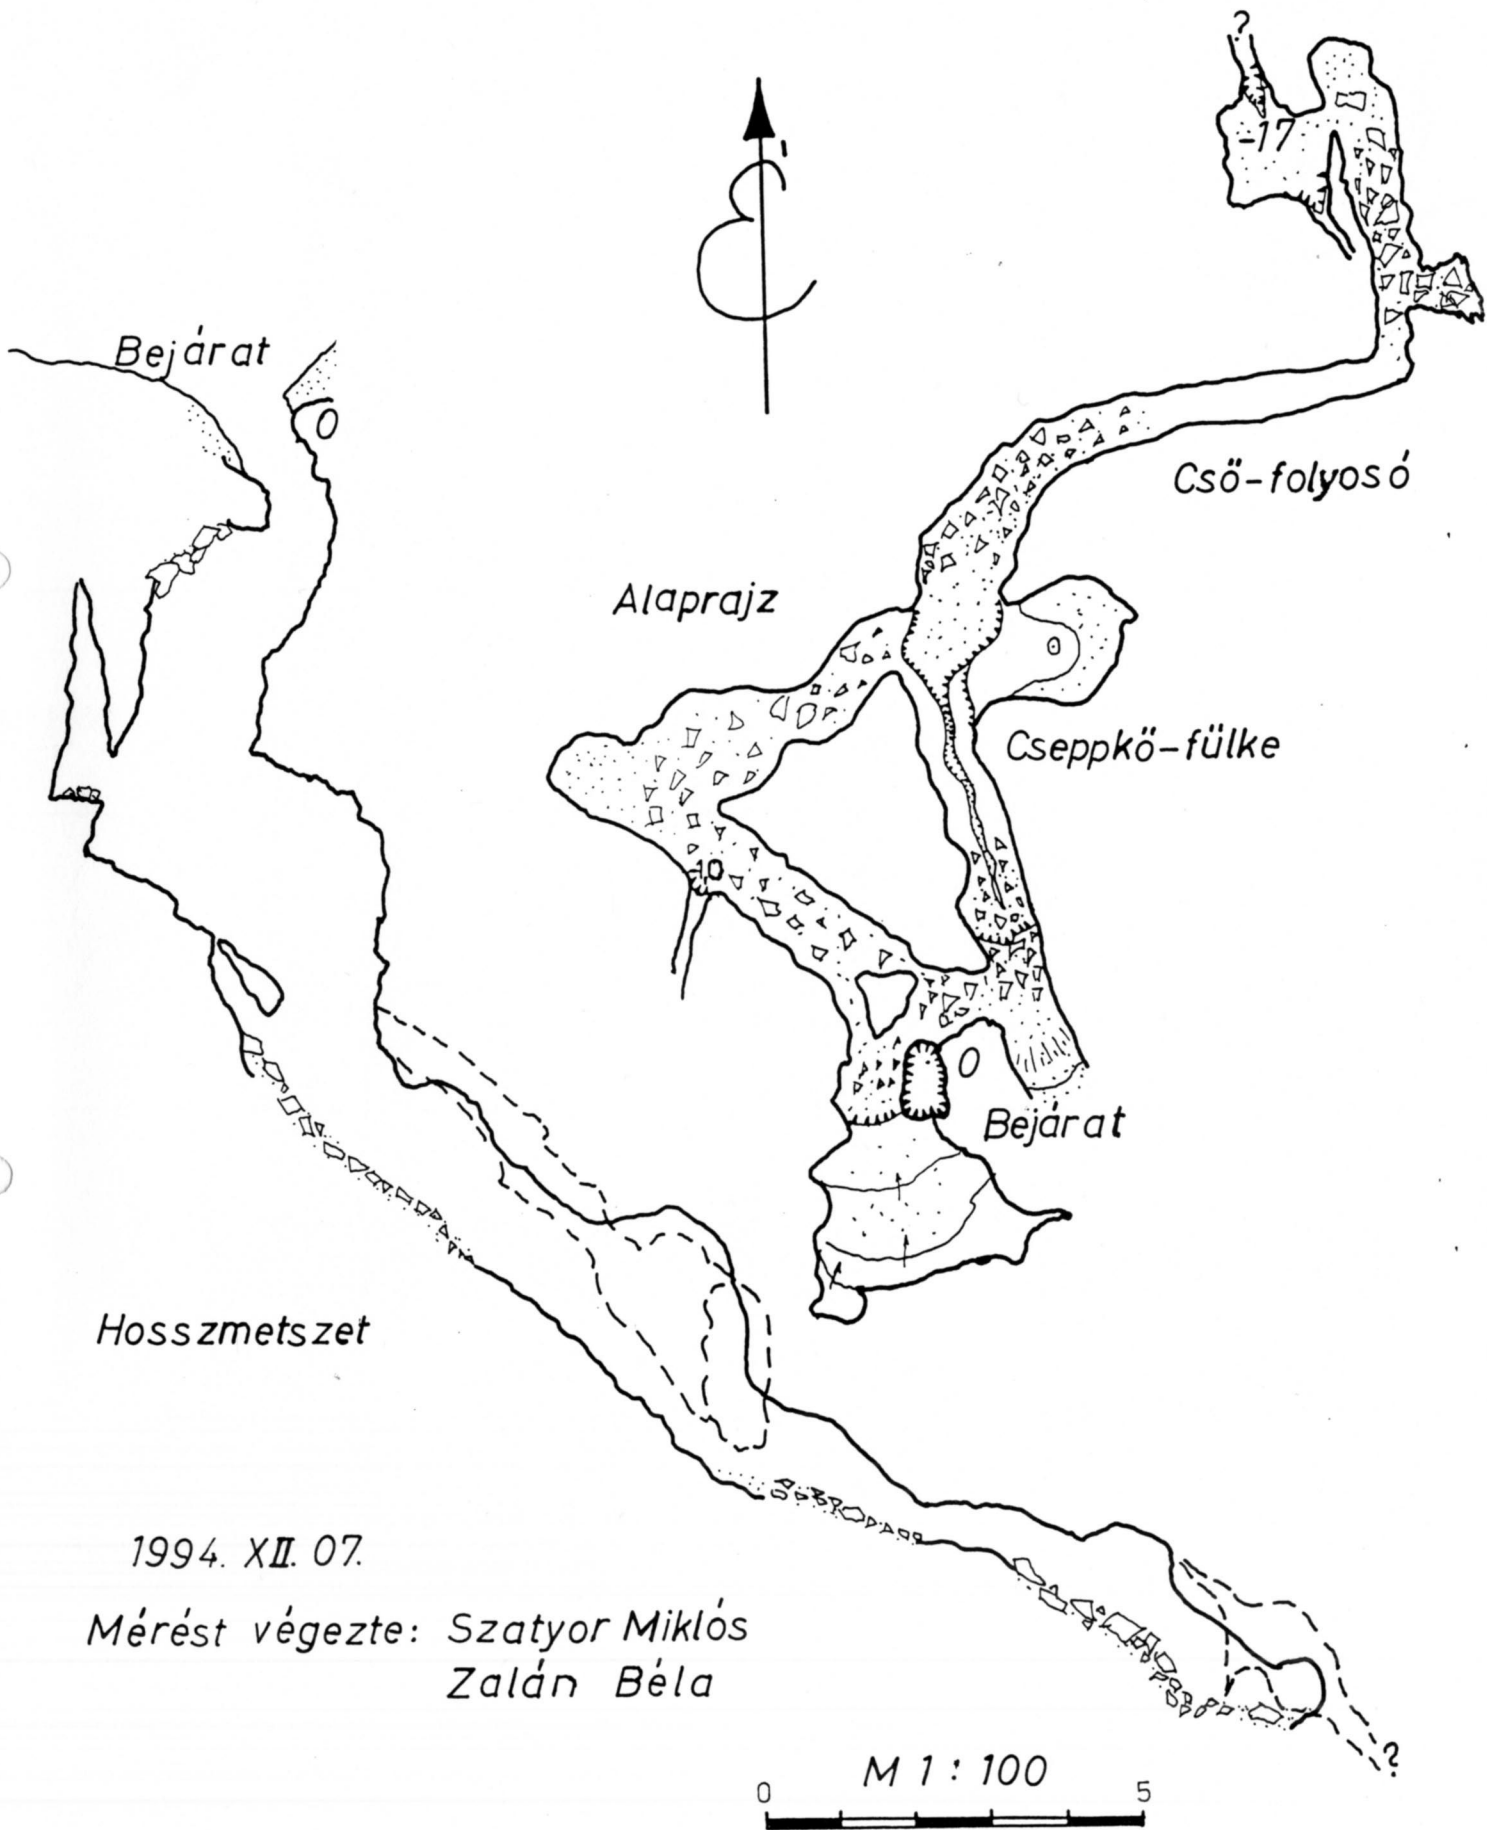 ?
-17
É
Bejárat
0
Cső-folyosó
Alaprajz
Cseppkő-fülke
-10
0
Bejárat
Hosszmetszet
1994. XII. 07.
Mérést végezte: Szatyor Miklós
Zalán Béla
?
M 1 : 100
0 5